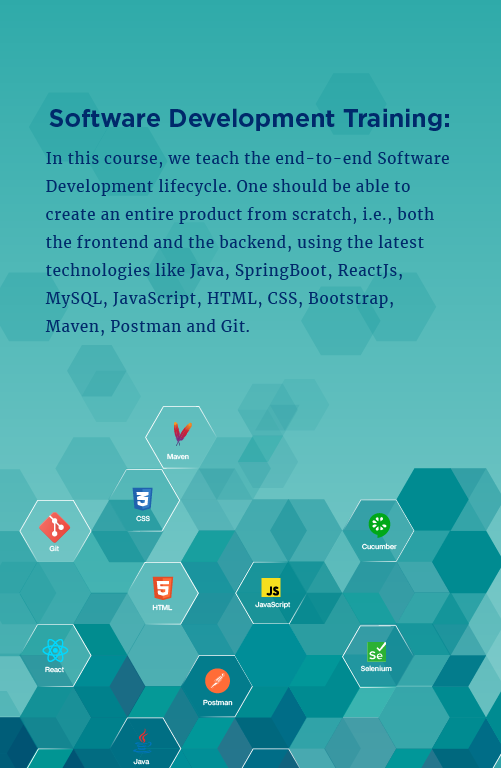 Software Development Training:
In this course, we teach the end-to-end Software
Development lifecycle. One should be able to
create an entire product from scratch, i.e., both
the frontend and the backend, using the latest
technologies like Java, SpringBoot, ReactJs,
MySQL, JavaScript, HTML, CSS, Bootstrap,
Maven, Postman and Git.
Maven
3
CSS
Git
Cucumber
5
HTML
JS
JavaScript
React
Se
Selenium
Postman
Java